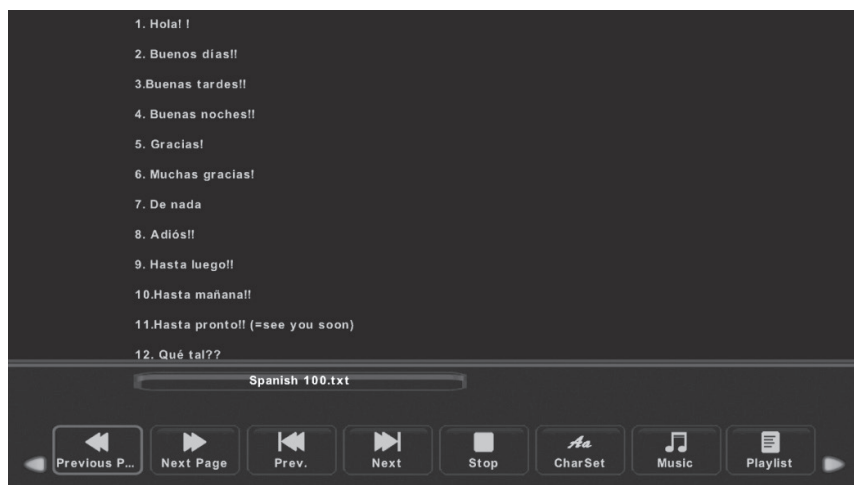 1. Hola! !
2. Buenos días!!
3.Buenas tardes!!
4. Buenas noches!!
5. Gracias!
6. Muchas gracias!
7. De nada
8. Adiós!!
9. Hasta luego!!
10.Hasta mañana!!
11.Hasta pronto!! (=see you soon)
12. Qué tal??
Spanish 100.txt
Previous P... Next Page Prev. Next Stop CharSet Music Playlist